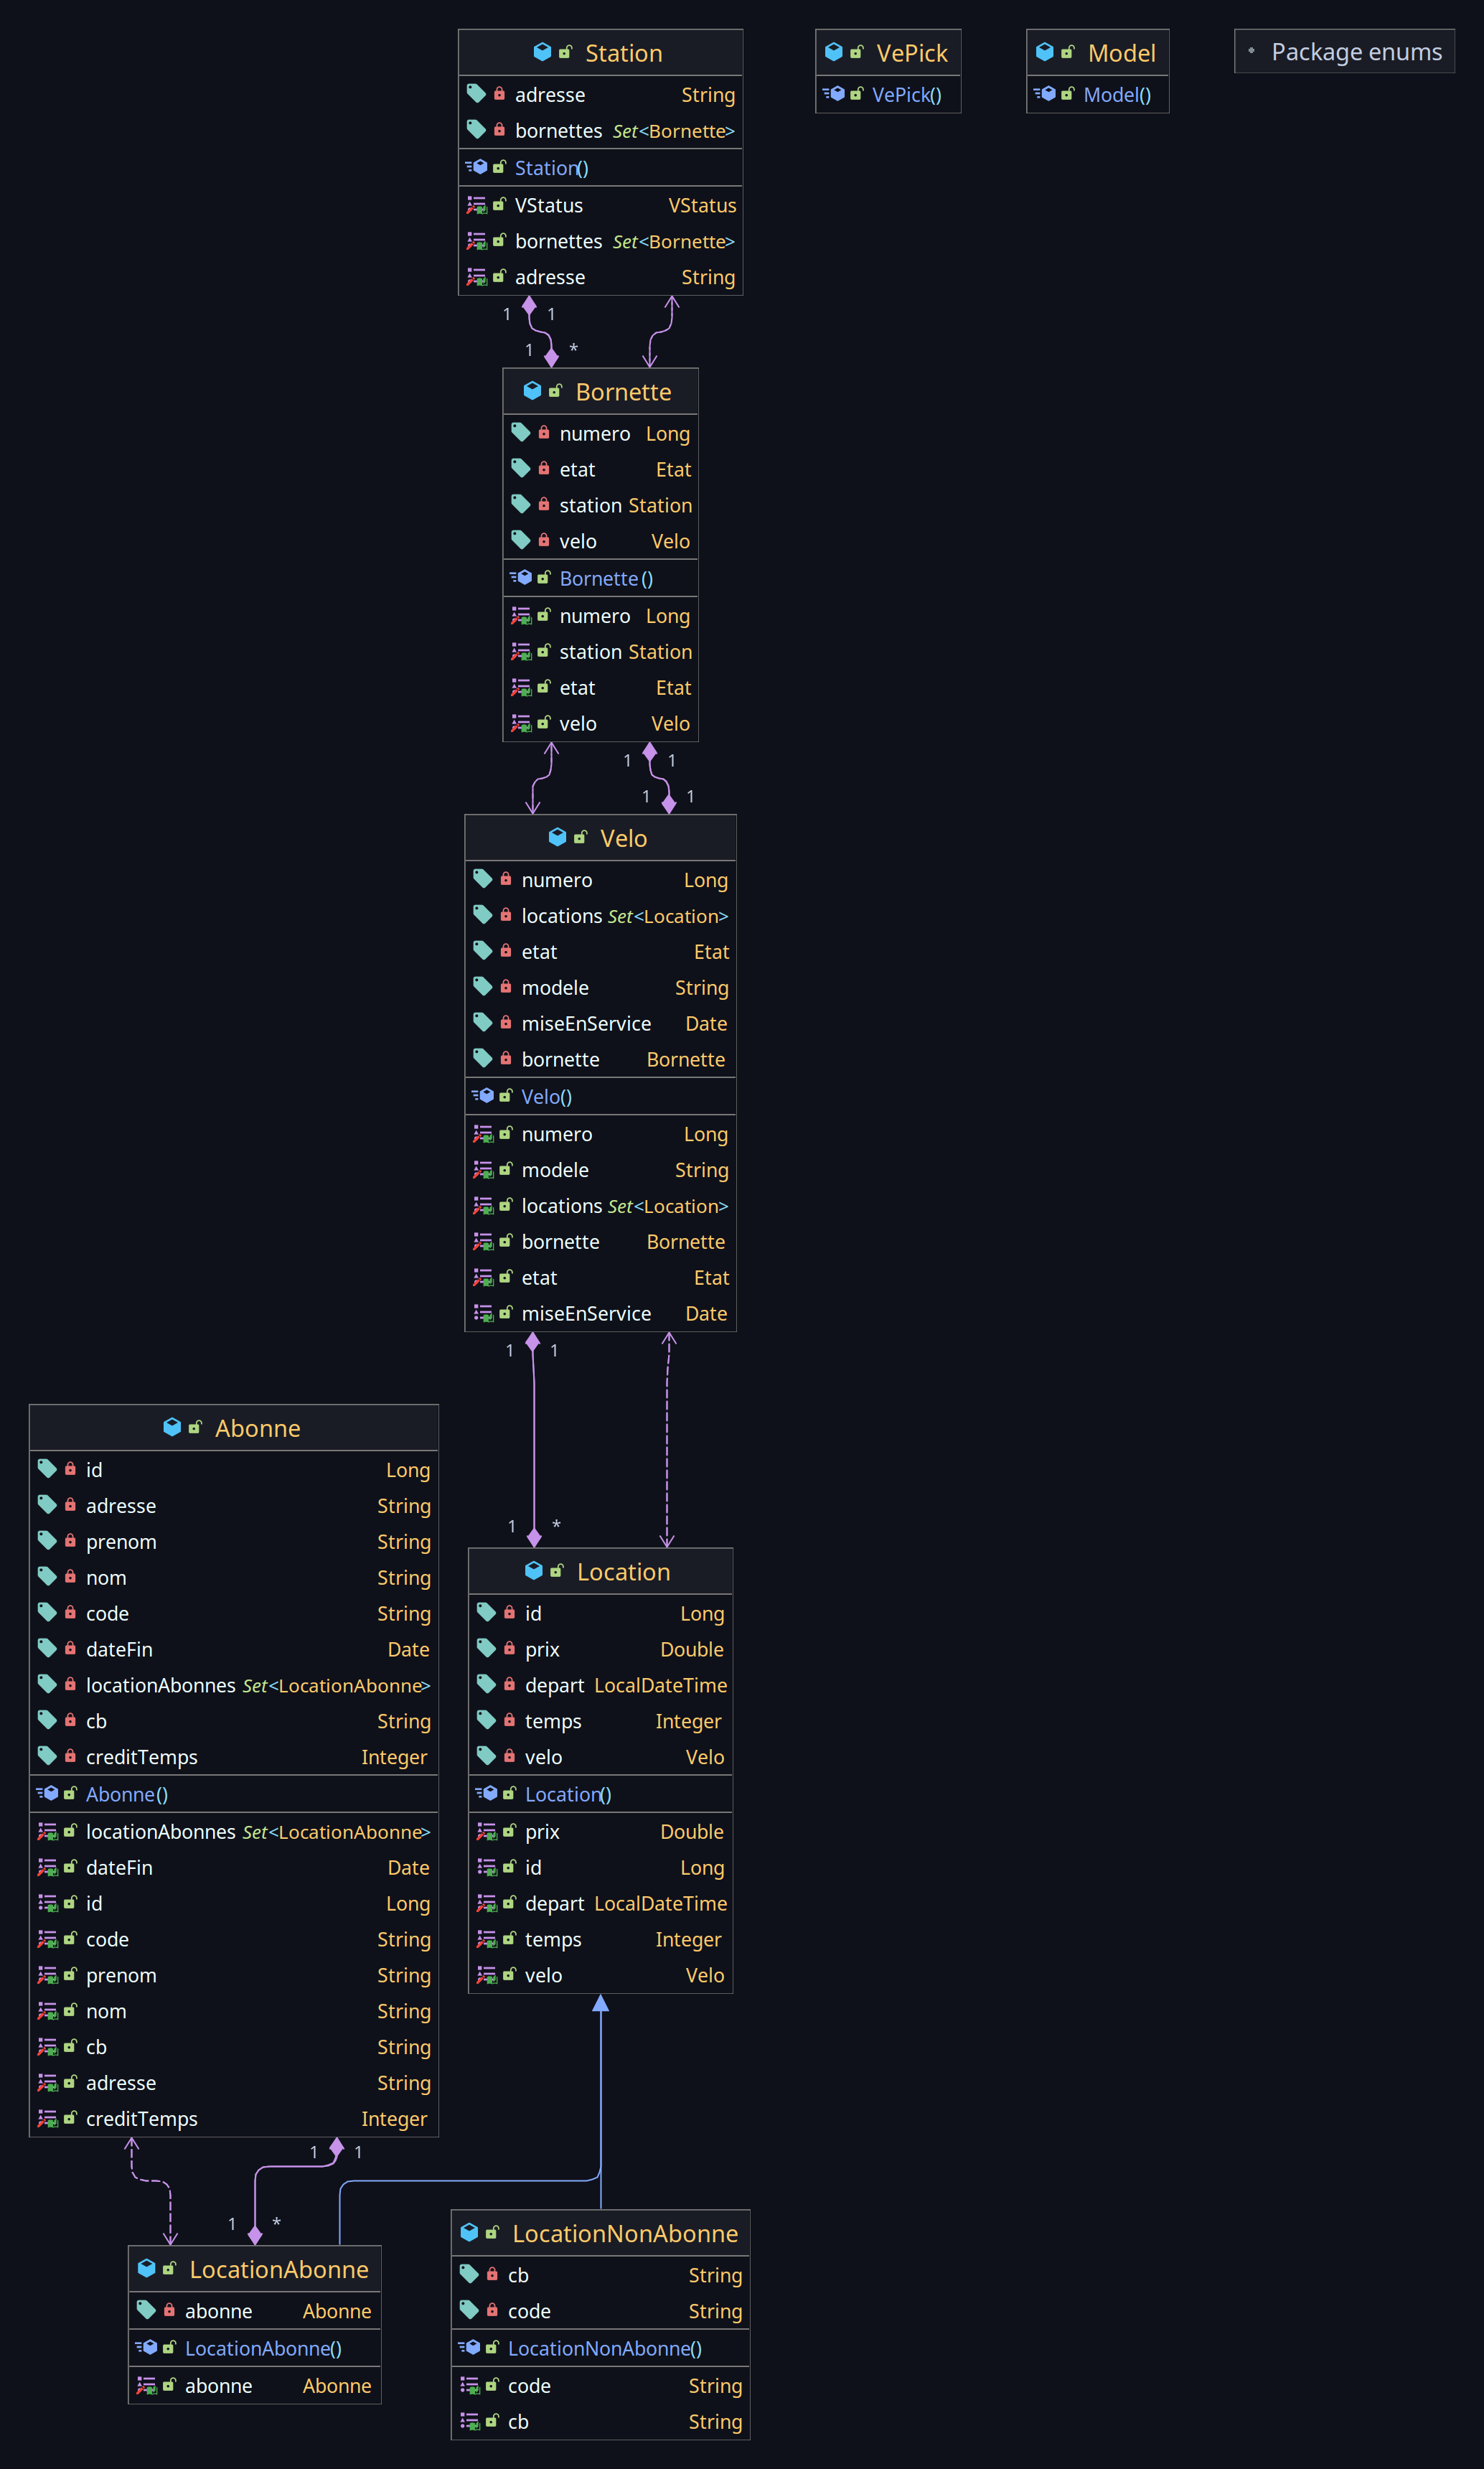 Station
adresse String
bornettes Set<Bornette>
Station()
VStatus VStatus
bornettes Set<Bornette>
adresse String
VePick
VePick()
Model
Model()
Package enums
1 1
1 *
Bornette
numero Long
etat Etat
station Station
velo Velo
Bornette()
numero Long
station Station
etat Etat
velo Velo
1 1
1 1
Velo
numero Long
locations Set<Location>
etat Etat
modele String
miseEnService Date
bornette Bornette
Velo()
numero Long
modele String
locations Set<Location>
bornette Bornette
etat Etat
miseEnService Date
1 1
1 *
Abonne
id Long
adresse String
prenom String
nom String
code String
dateFin Date
locationAbonnes Set<LocationAbonne>
cb String
creditTemps Integer
Abonne()
locationAbonnes Set<LocationAbonne>
dateFin Date
id Long
code String
prenom String
nom String
cb String
adresse String
creditTemps Integer
Location
id Long
prix Double
depart LocalDateTime
temps Integer
velo Velo
Location()
prix Double
id Long
depart LocalDateTime
temps Integer
velo Velo
1 1
1 *
LocationAbonne
abonne Abonne
LocationAbonne()
abonne Abonne
LocationNonAbonne
cb String
code String
LocationNonAbonne()
code String
cb String